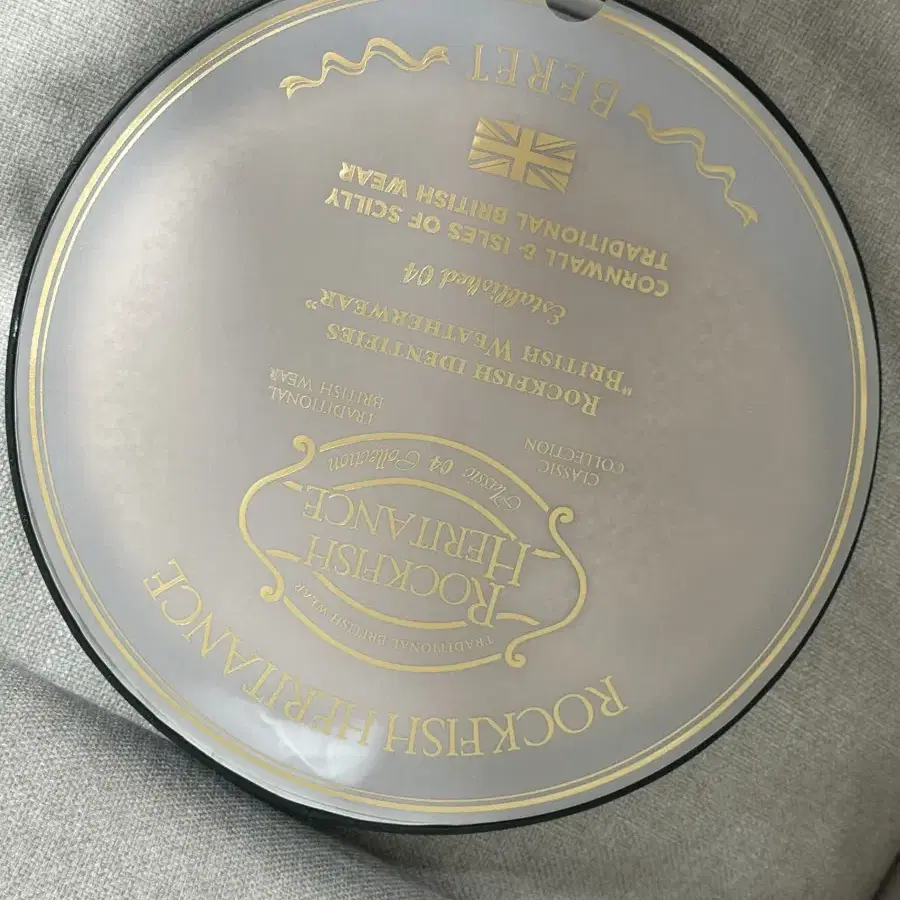 ROCKFISH HERITANCE
TRADITIONAL BRITISH WEAR
ROCKFISH
HERITANCE
Classic 04 Collection
CLASSIC
COLLECTION
TRADITIONAL
BRITISH WEAR
ROCKFISH IDENTIFIES
"BRITISH WEATHERWEAR"
Established 04
CORNWALL & ISLES OF SCILLY
TRADITIONAL BRITISH WEAR
BERET